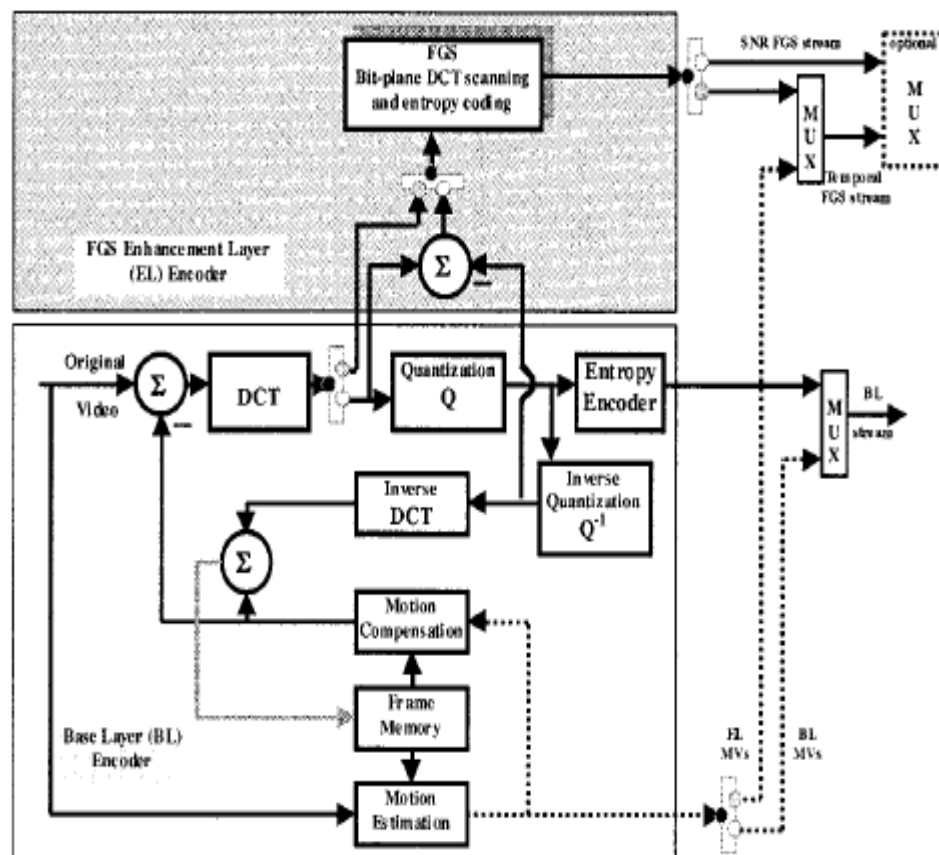 FGS
Bit-plane DCT scanning
and entropy coding
SNR FGS stream
optional
M
U
X
M
U
X
Temporal
FGS stream
FGS Enhancement Layer
(EL) Encoder
Σ
Original
Video
Σ
DCT
Quantization
Q
Entropy
Encoder
M
U
X
BL
stream
Inverse
DCT
Inverse
Quantization
Q⁻¹
Σ
Motion
Compensation
Frame
Memory
Base Layer (BL)
Encoder
Motion
Estimation
EL
MVs
BL
MVs